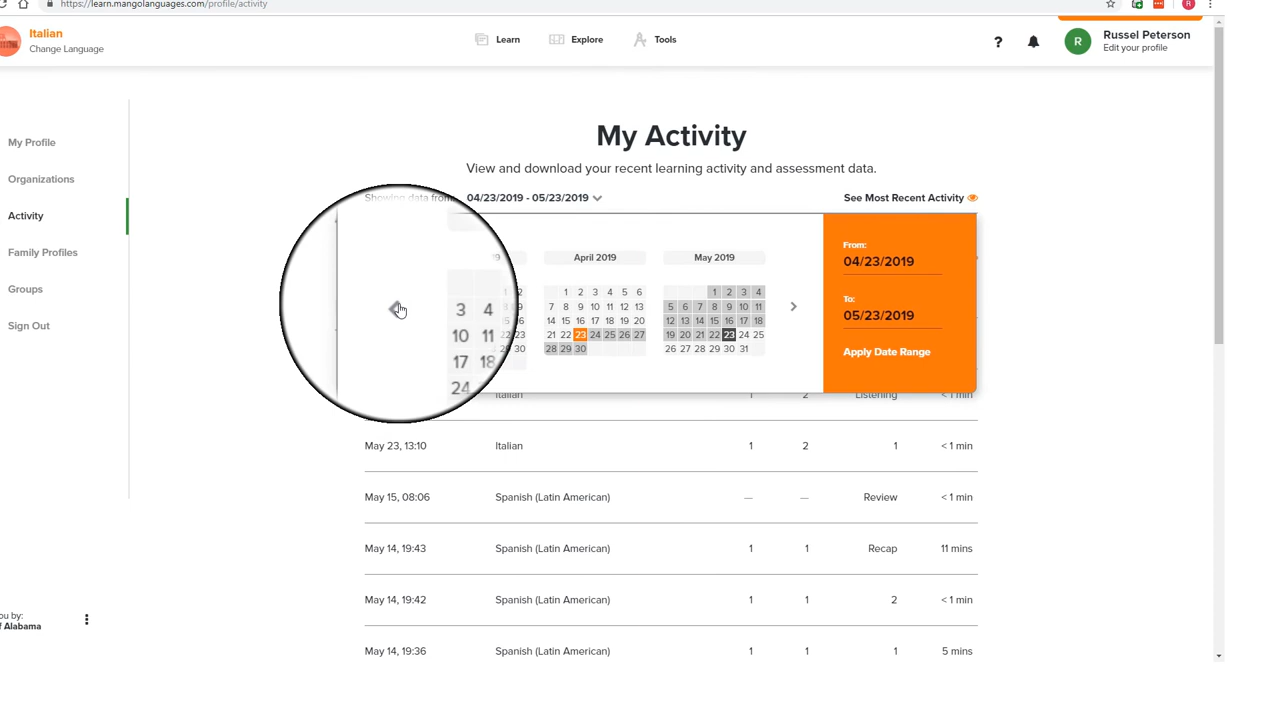 https://learn.mangolanguages.com/profile/activity
R
Italian
Change Language
Learn
Explore
Tools
?
R
Russel Peterson
Edit your profile
My Profile
Organizations
Activity
Family Profiles
Groups
Sign Out
My Activity
View and download your recent learning activity and assessment data.
Showing data from: 04/23/2019 - 05/23/2019
See Most Recent Activity
April 2019
May 2019
3 4
10 11
17 18
24
1 2 3 4 5 6
7 8 9 10 11 12 13
14 15 16 17 18 19 20
21 22 23 24 25 26 27
28 29 30
1 2 3 4
5 6 7 8 9 10 11
12 13 14 15 16 17 18
19 20 21 22 23 24 25
26 27 28 29 30 31
From:
04/23/2019
To:
05/23/2019
Apply Date Range
Italian 1 2 Listening < 1 min
May 23, 13:10 Italian 1 2 1 < 1 min
May 15, 08:06 Spanish (Latin American) — — Review < 1 min
May 14, 19:43 Spanish (Latin American) 1 1 Recap 11 mins
May 14, 19:42 Spanish (Latin American) 1 1 2 < 1 min
May 14, 19:36 Spanish (Latin American) 1 1 1 5 mins
ou by:
f Alabama